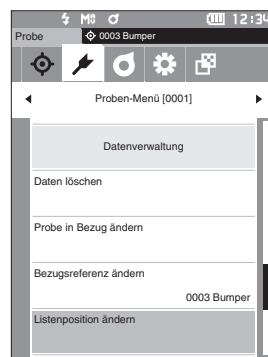 12:34
Probe
0003 Bumper
Proben-Menü [0001]
Datenverwaltung
Daten löschen
Probe in Bezug ändern
Bezugsreferenz ändern
0003 Bumper
Listenposition ändern